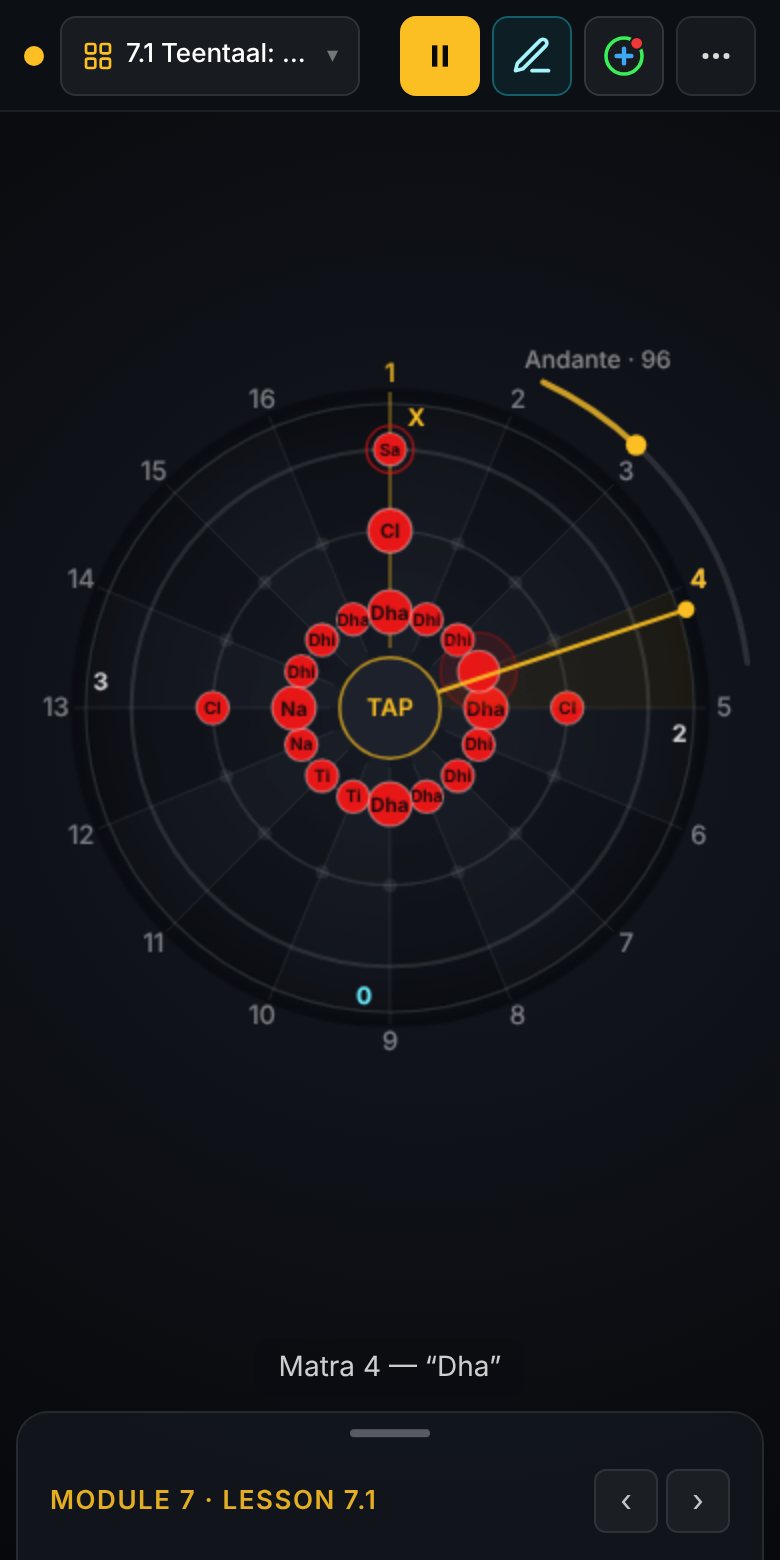 7.1 Teentaal: ...
Andante · 96
1
16
2
X
15
Sa
3
Cl
14
4
Dha
Dha
Dhi
Dhi
Dhi
Dhi
3
13
Cl
Na
TAP
Dha
Cl
5
2
Na
Dhi
Ti
Dhi
Ti
Dha
Dha
12
6
11
7
0
10
8
9
Matra 4 — “Dha”
MODULE 7 · LESSON 7.1